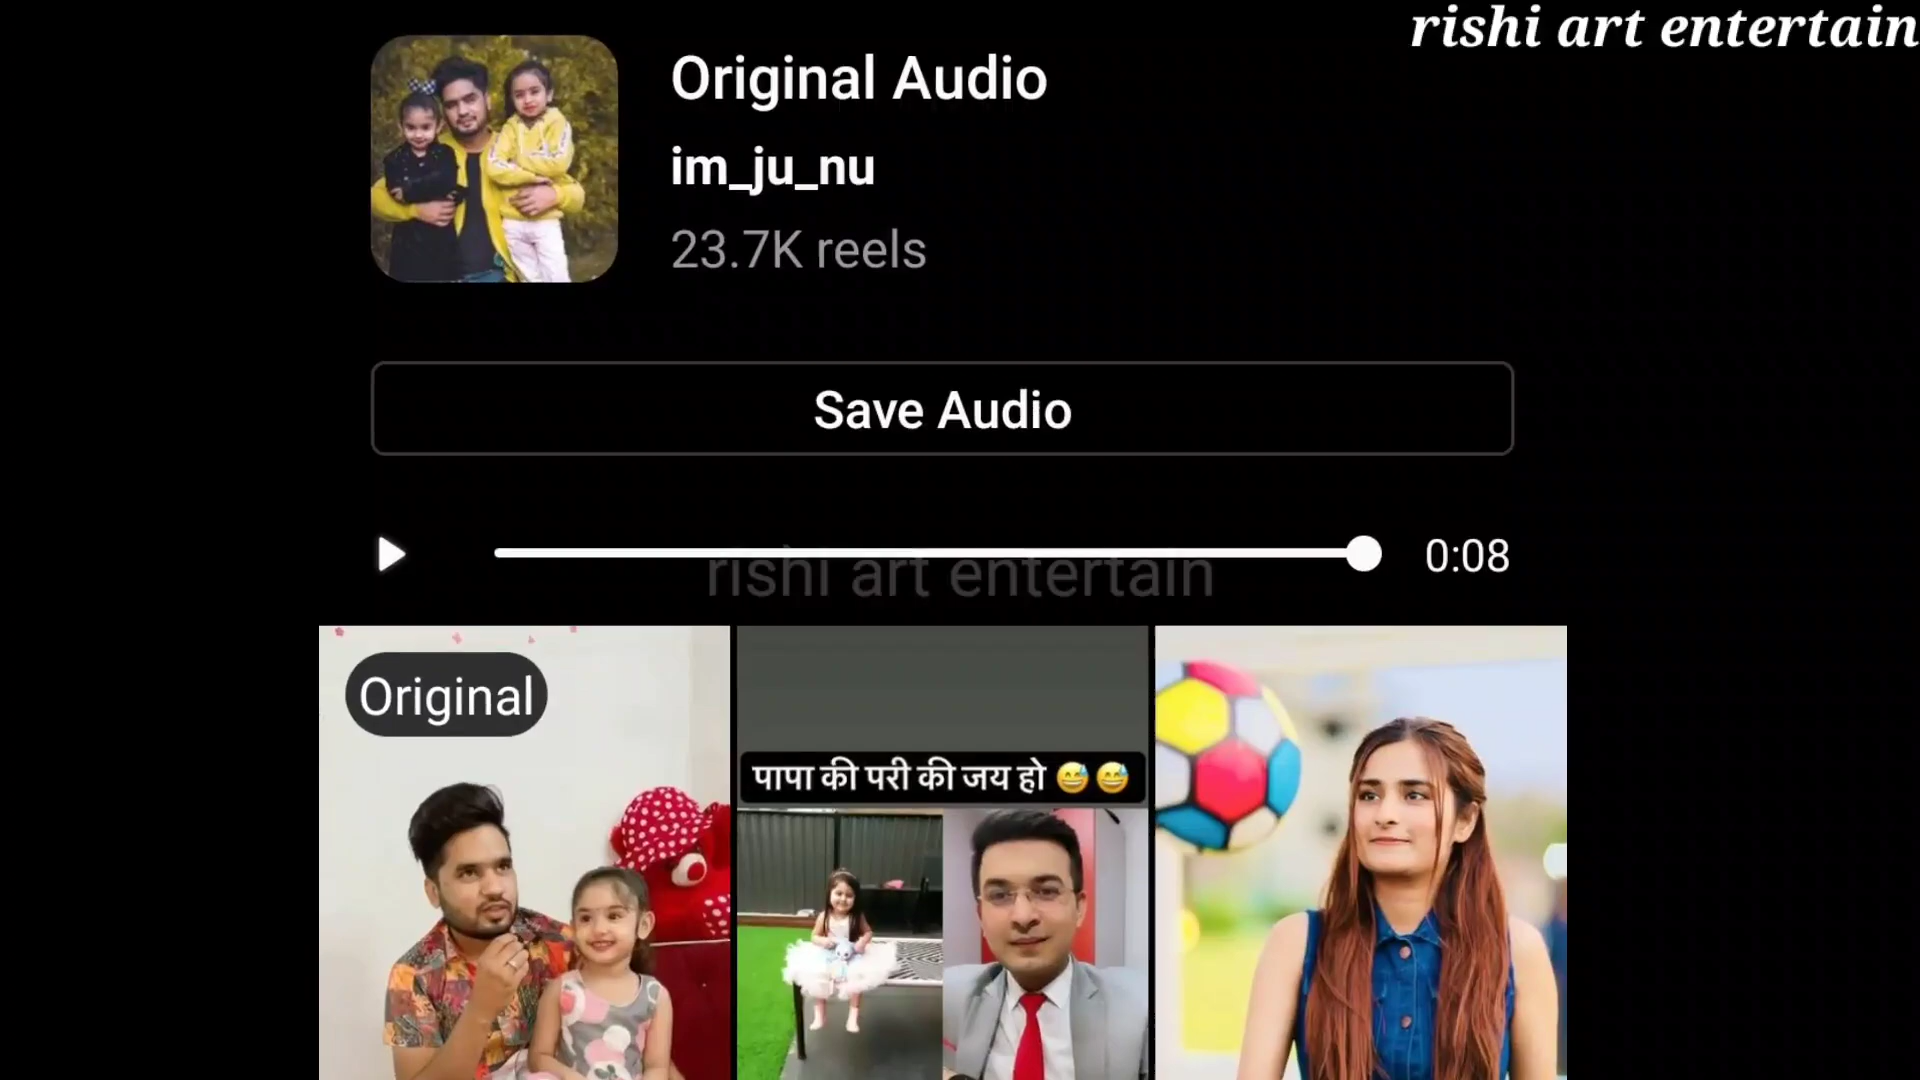 rishi art entertain
Original Audio
im_ju_nu
23.7K reels
Save Audio
0:08
rishi art entertain
Original
पापा की परी की जय हो 😅 😅